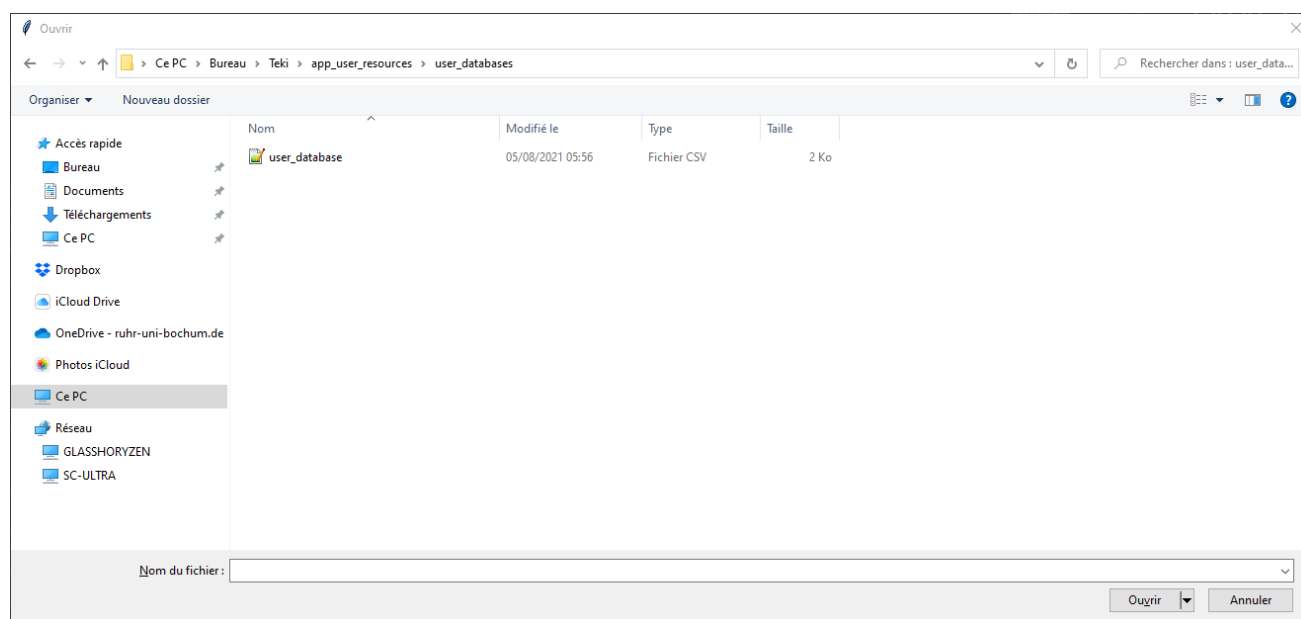 Ouvrir
Ce PC > Bureau > Teki > app_user_resources > user_databases
Rechercher dans : user_data...
Organiser Nouveau dossier
Nom Modifié le Type Taille
user_database 05/08/2021 05:56 Fichier CSV 2 Ko
Accès rapide
Bureau
Documents
Téléchargements
Ce PC
Dropbox
iCloud Drive
OneDrive - ruhr-uni-bochum.de
Photos iCloud
Ce PC
Réseau
GLASSHORYZEN
SC-ULTRA
Nom du fichier :
Ouvrir Annuler